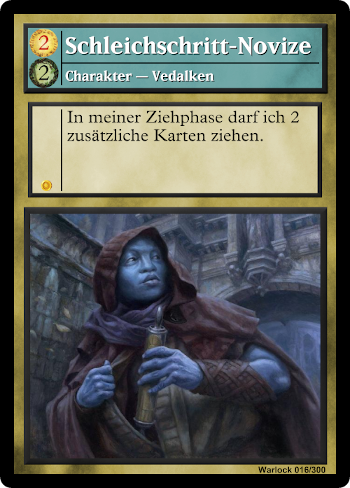 2
Schleichschritt-Novize
2
Charakter — Vedalken
In meiner Ziehphase darf ich 2
zusätzliche Karten ziehen.
Warlock 016/300